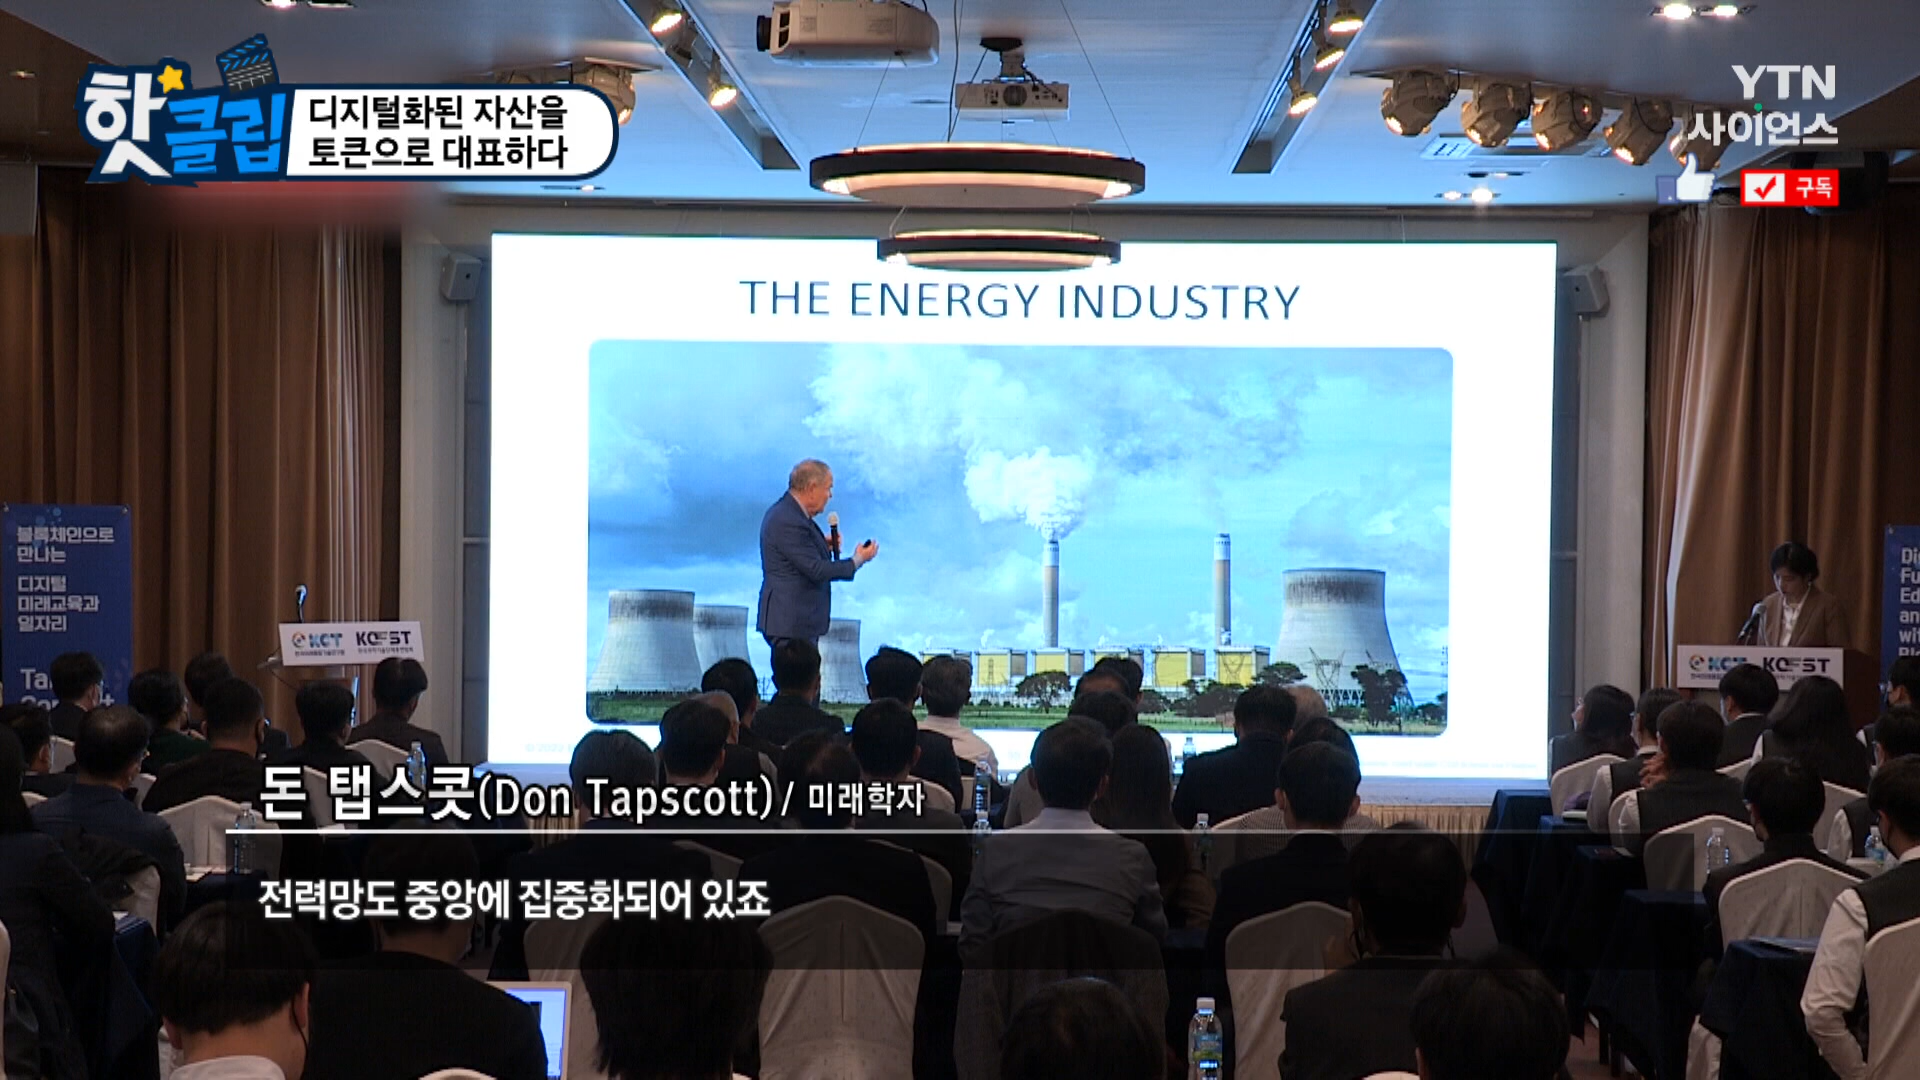 핫클립
디지털화된 자산을
토큰으로 대표하다
YTN
사이언스
구독
THE ENERGY INDUSTRY
블록체인으로
만나는
디지털
미래교육과
일자리
KCT KOFST
KCT KOFST
돈 탭스콧(Don Tapscott)/ 미래학자
전력망도 중앙에 집중화되어 있죠